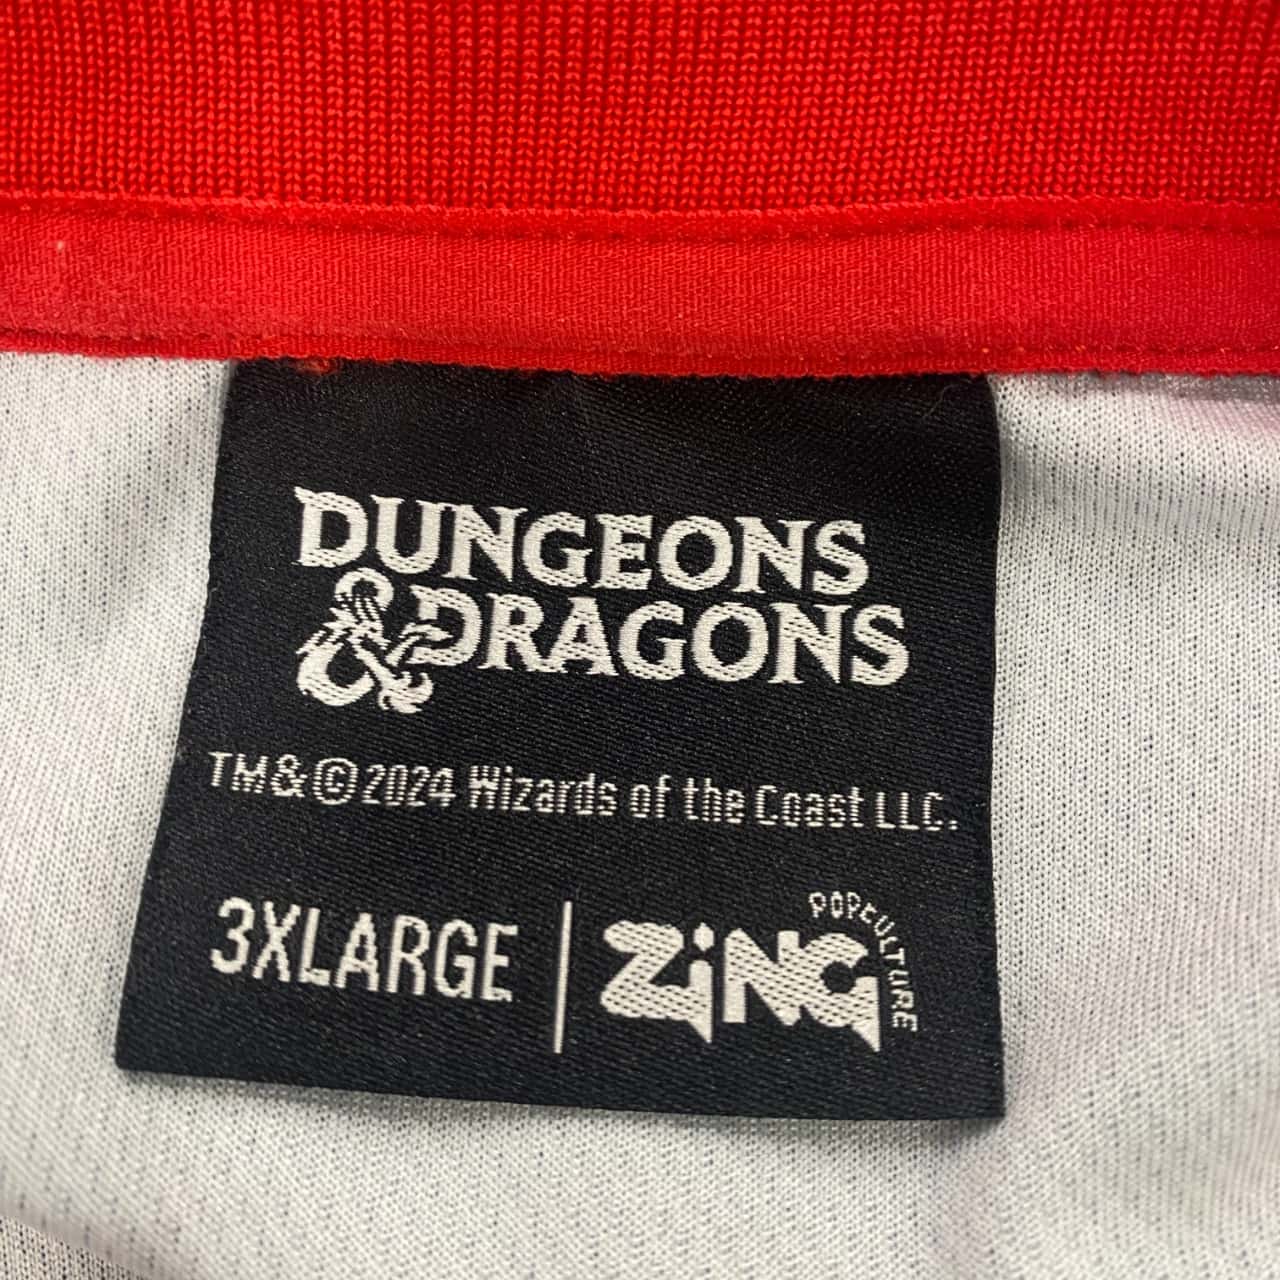 DUNGEONS
& DRAGONS
TM&©2024 Wizards of the Coast LLC.
3XLARGE | ZiNG POPCULTURE